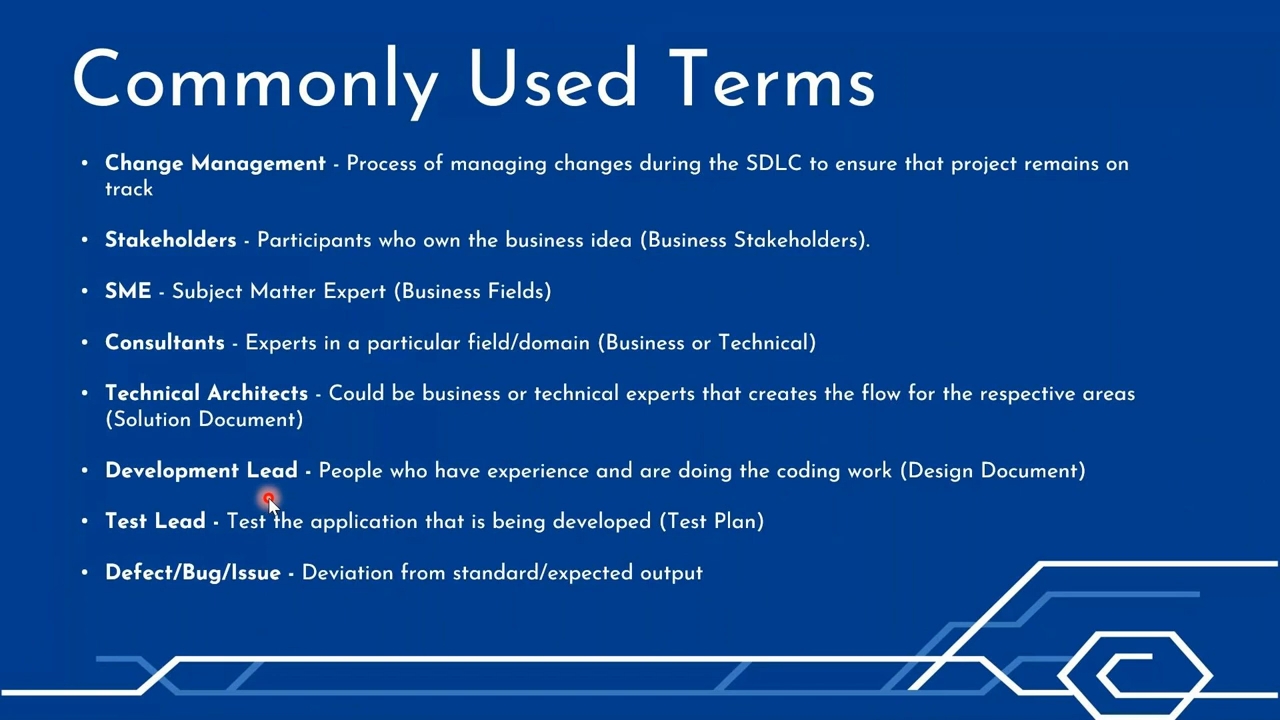 Commonly Used Terms
• Change Management - Process of managing changes during the SDLC to ensure that project remains on
track
• Stakeholders - Participants who own the business idea (Business Stakeholders).
• SME - Subject Matter Expert (Business Fields)
• Consultants - Experts in a particular field/domain (Business or Technical)
• Technical Architects - Could be business or technical experts that creates the flow for the respective areas
(Solution Document)
• Development Lead - People who have experience and are doing the coding work (Design Document)
• Test Lead - Test the application that is being developed (Test Plan)
• Defect/Bug/Issue - Deviation from standard/expected output